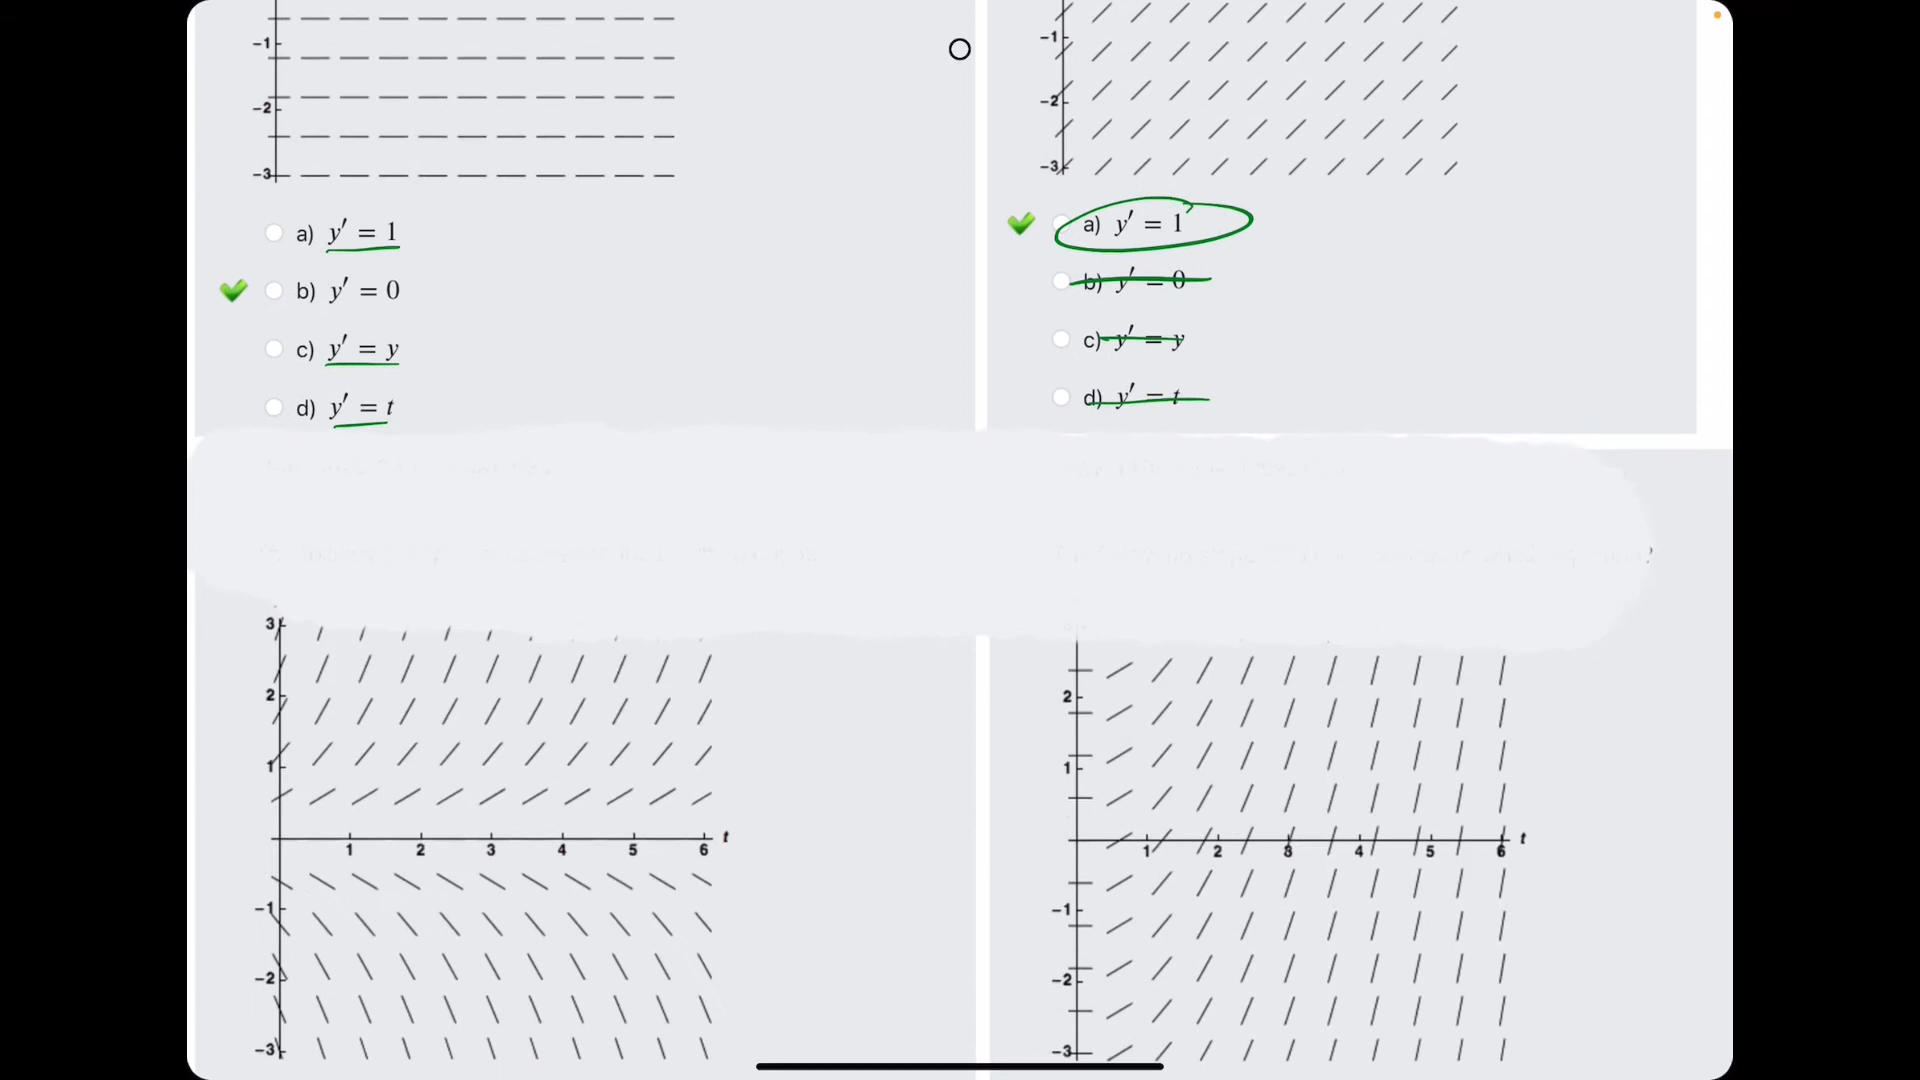 -1
-2
-3
a) y′ = 1
b) y′ = 0
c) y′ = y
d) y′ = t
-1
-2
-3
a) y′ = 1
b) y′ = 0
c) y′ = y
d) y′ = t
3
2
1
1 2 3 4 5 6 t
-1
-2
-3
2
1
1 2 3 4 5 6 t
-1
-2
-3